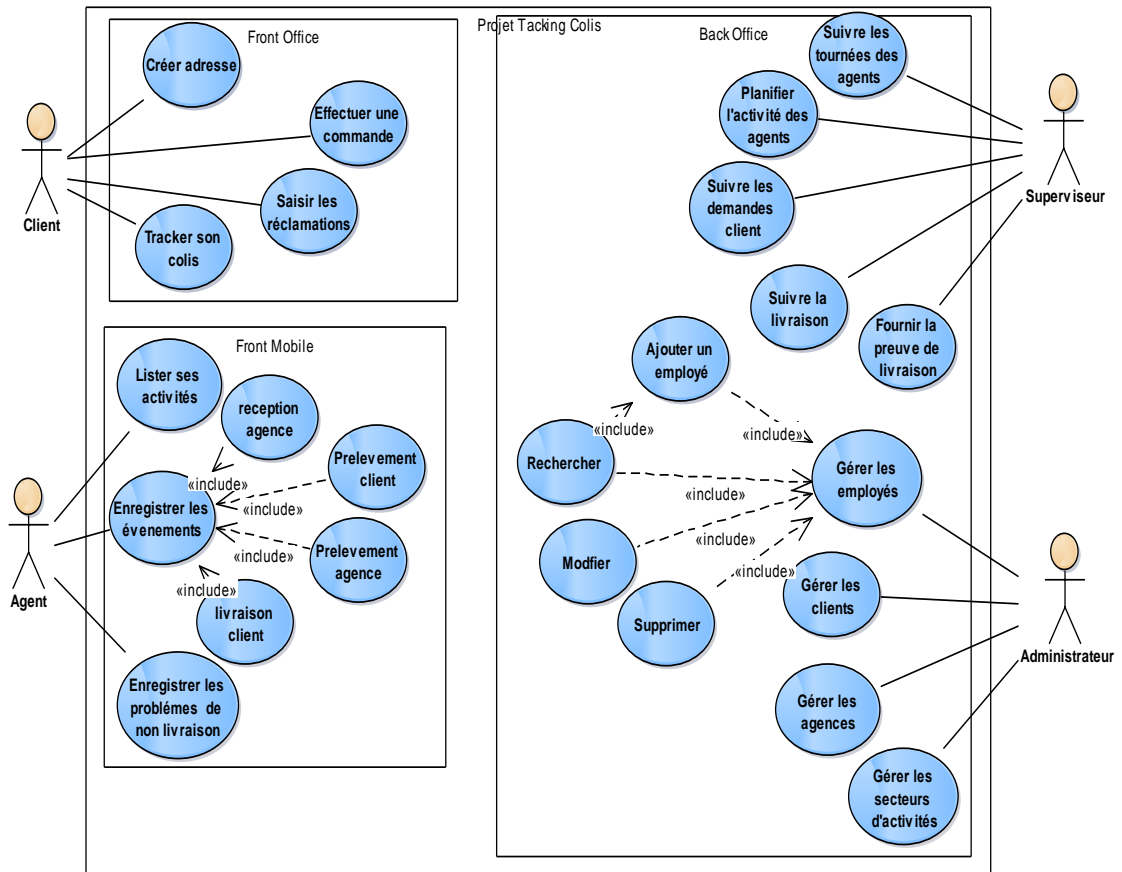 Projet Tacking Colis
Front Office
Créer adresse
Effectuer une
commande
Saisir les
réclamations
Tracker son
colis
Client
Front Mobile
Lister ses
activités
reception
agence
Prelevement
client
Enregistrer les
évenements
Prelevement
agence
livraison
client
Enregistrer les
problémes de
non livraison
«include»
«include»
«include»
«include»
Agent
Back Office
Suivre les
tournées des
agents
Planifier
l'activité des
agents
Suivre les
demandes
client
Suivre la
livraison
Fournir la
preuve de
livraison
Superviseur
Ajouter un
employé
«include»
«include»
Rechercher
«include»
Gérer les
employés
Modfier
«include»
«include»
Supprimer
Gérer les
clients
Gérer les
agences
Gérer les
secteurs
d'activités
Administrateur